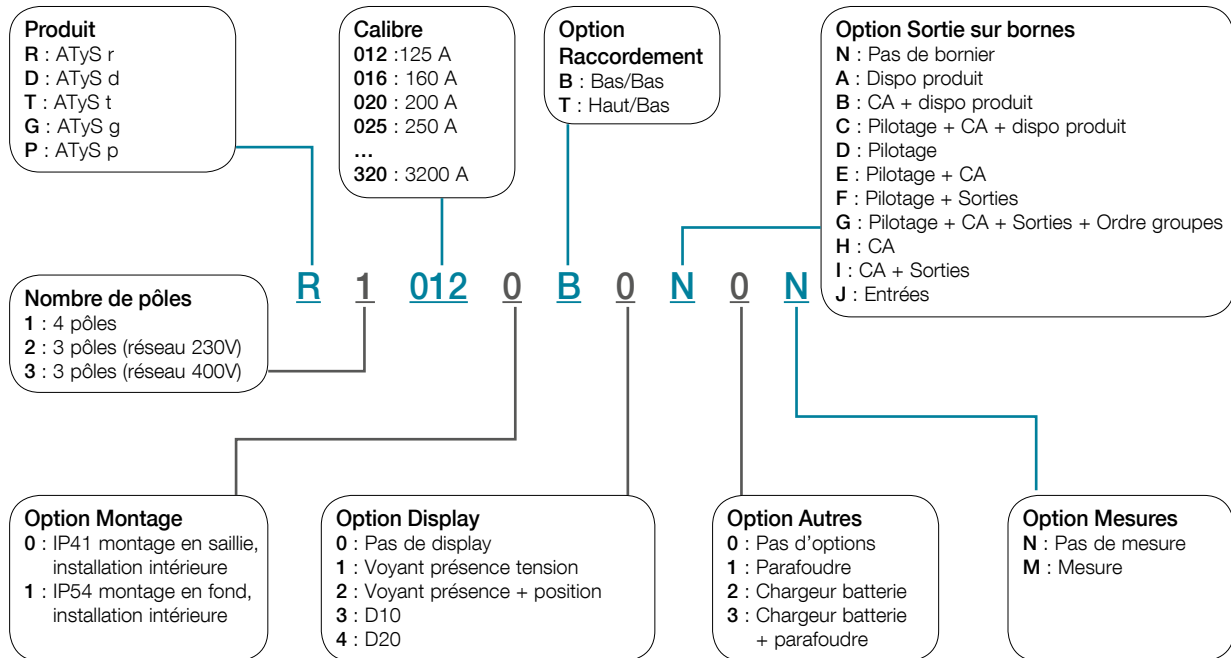 Produit
R : ATyS r
D : ATyS d
T : ATyS t
G : ATyS g
P : ATyS p
Calibre
012 :125 A
016 : 160 A
020 : 200 A
025 : 250 A
...
320 : 3200 A
Option
Raccordement
B : Bas/Bas
T : Haut/Bas
Option Sortie sur bornes
N : Pas de bornier
A : Dispo produit
B : CA + dispo produit
C : Pilotage + CA + dispo produit
D : Pilotage
E : Pilotage + CA
F : Pilotage + Sorties
G : Pilotage + CA + Sorties + Ordre groupes
H : CA
I : CA + Sorties
J : Entrées
R 1 012 0 B 0 N 0 N
Nombre de pôles
1 : 4 pôles
2 : 3 pôles (réseau 230V)
3 : 3 pôles (réseau 400V)
Option Montage
0 : IP41 montage en saillie,
installation intérieure
1 : IP54 montage en fond,
installation intérieure
Option Display
0 : Pas de display
1 : Voyant présence tension
2 : Voyant présence + position
3 : D10
4 : D20
Option Autres
0 : Pas d'options
1 : Parafoudre
2 : Chargeur batterie
3 : Chargeur batterie
+ parafoudre
Option Mesures
N : Pas de mesure
M : Mesure